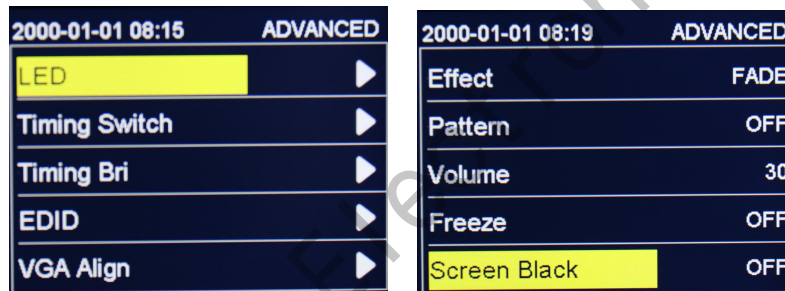 2000-01-01 08:15 ADVANCED
LED
Timing Switch
Timing Bri
EDID
VGA Align
2000-01-01 08:19 ADVANCED
Effect FADE
Pattern OFF
Volume 30
Freeze OFF
Screen Black OFF